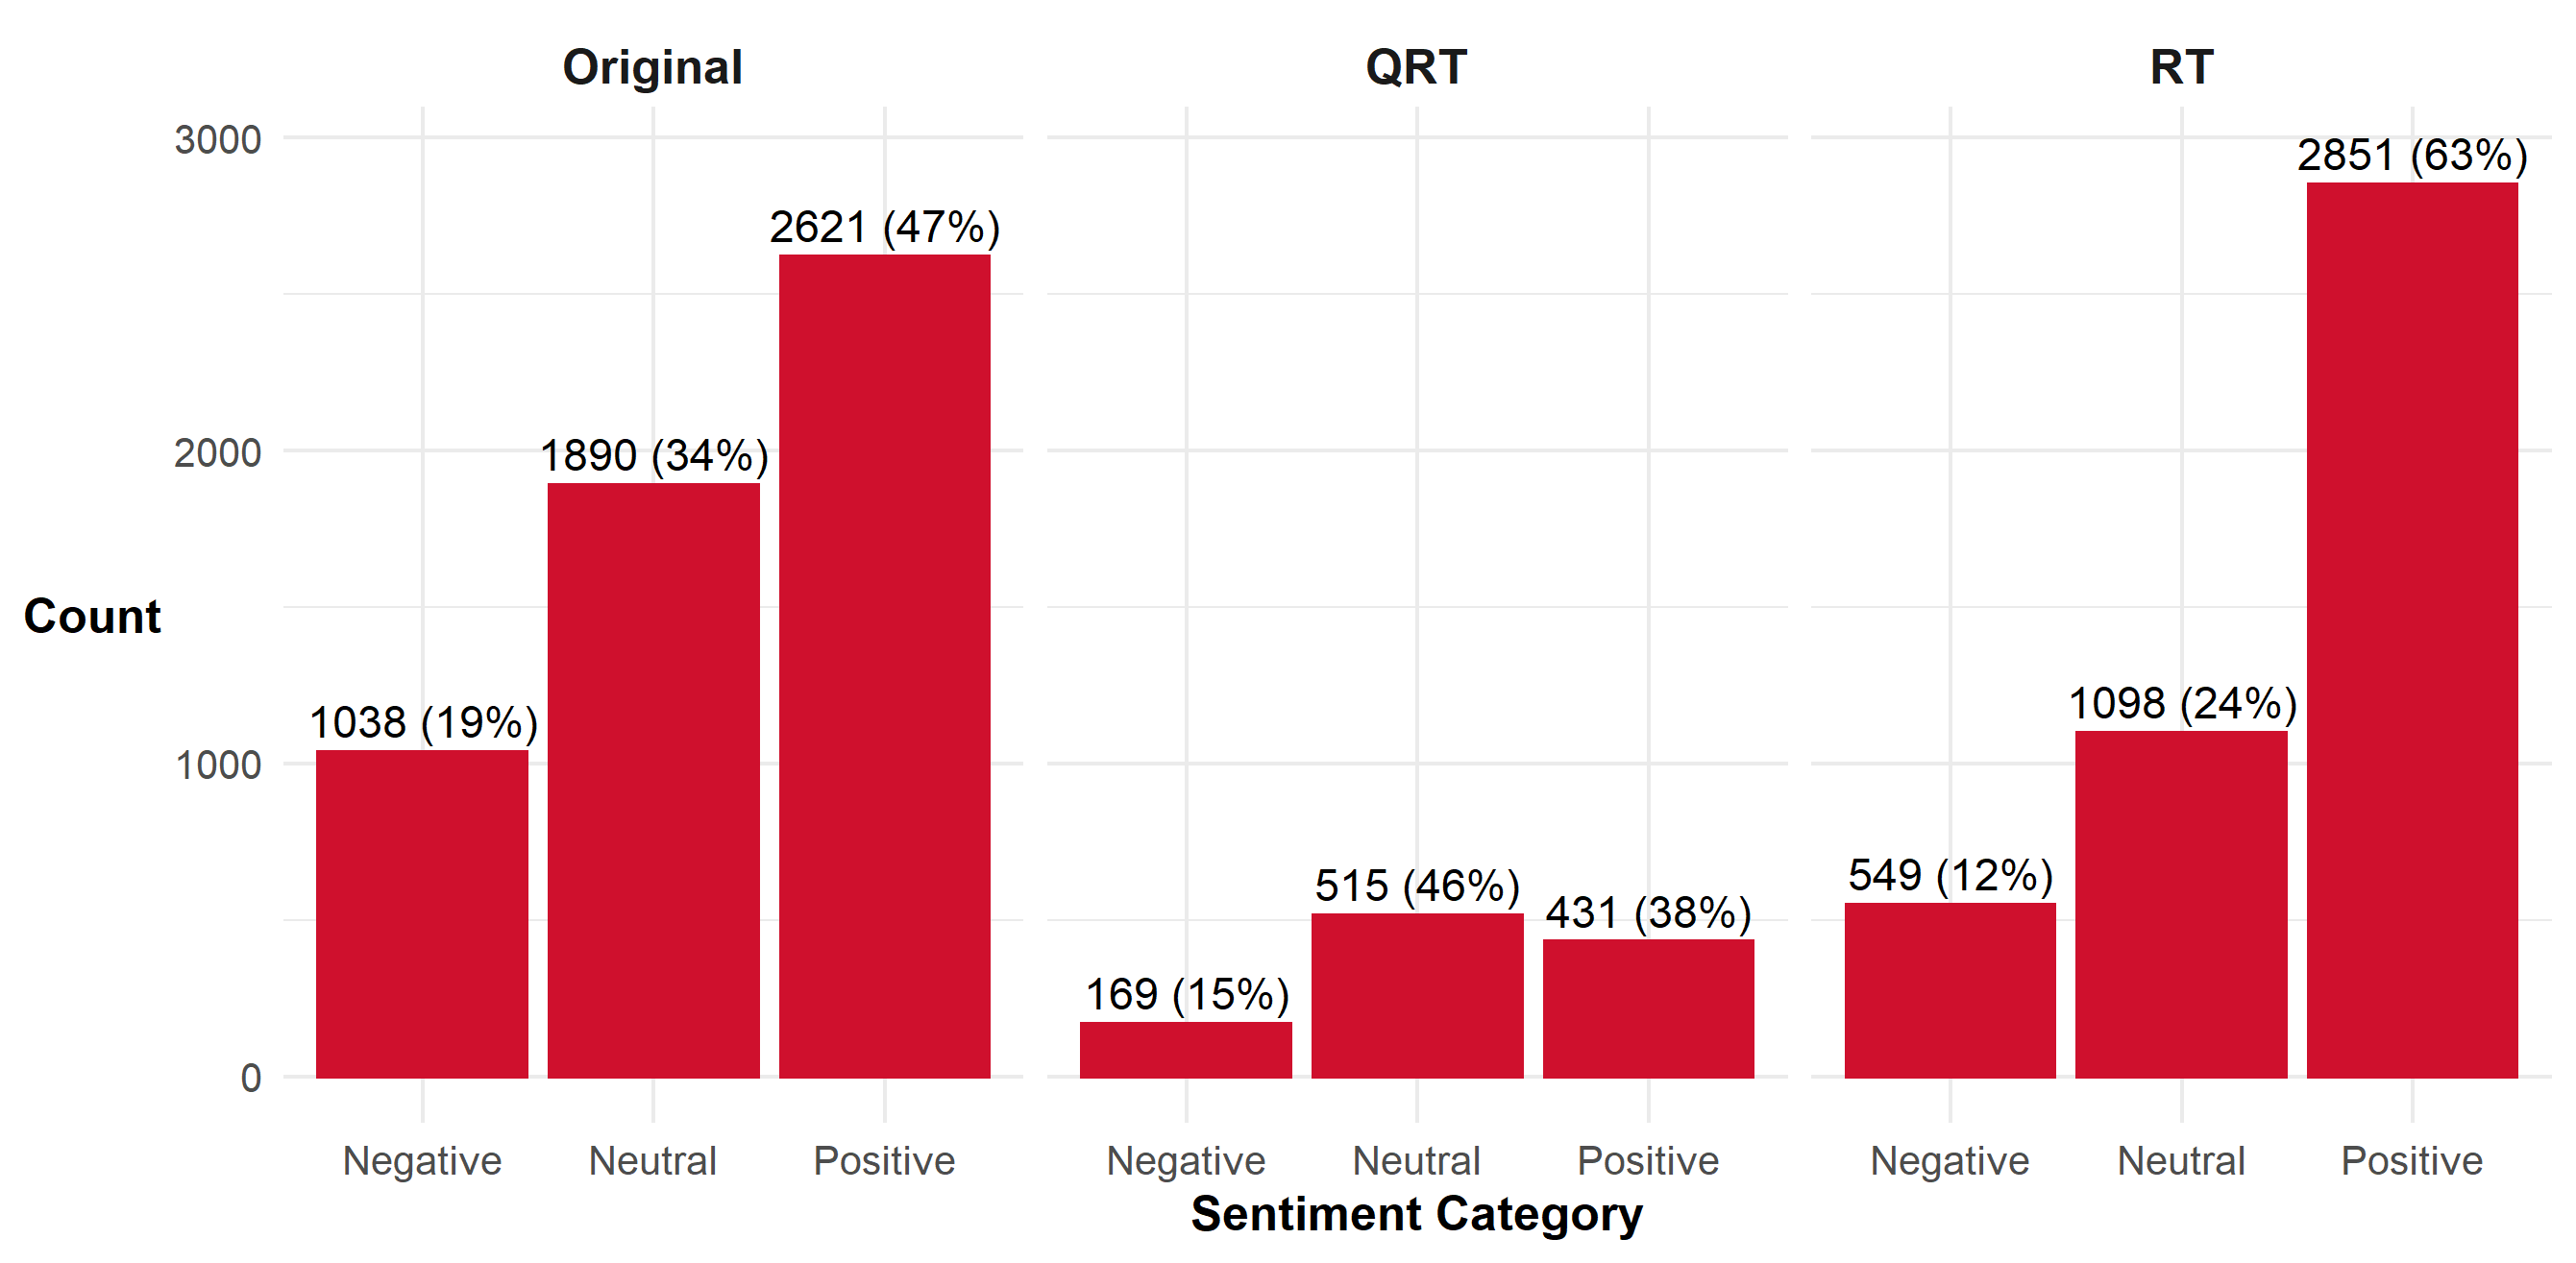 Original
QRT
RT
3000
2000
1000
0
Count
1038 (19%)
1890 (34%)
2621 (47%)
169 (15%)
515 (46%)
431 (38%)
549 (12%)
1098 (24%)
2851 (63%)
Negative
Neutral
Positive
Negative
Neutral
Positive
Negative
Neutral
Positive
Sentiment Category